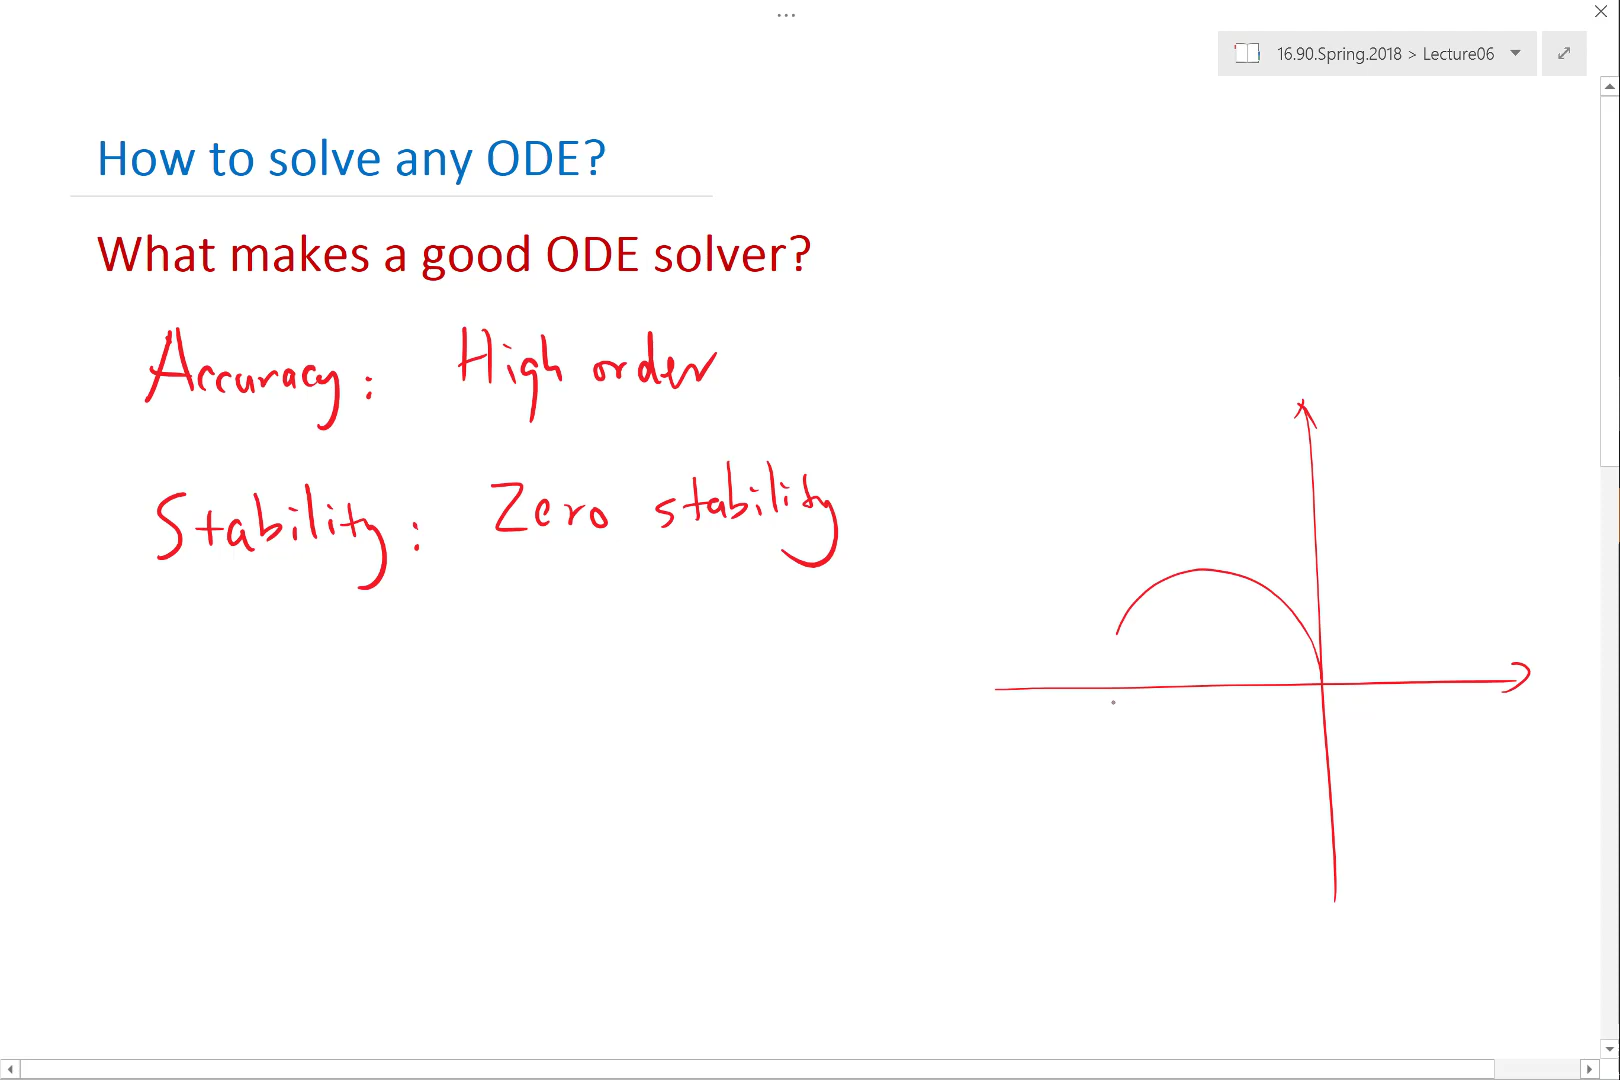 16.90.Spring.2018 > Lecture06
How to solve any ODE?
What makes a good ODE solver?
Accuracy: High order
Stability: Zero stability